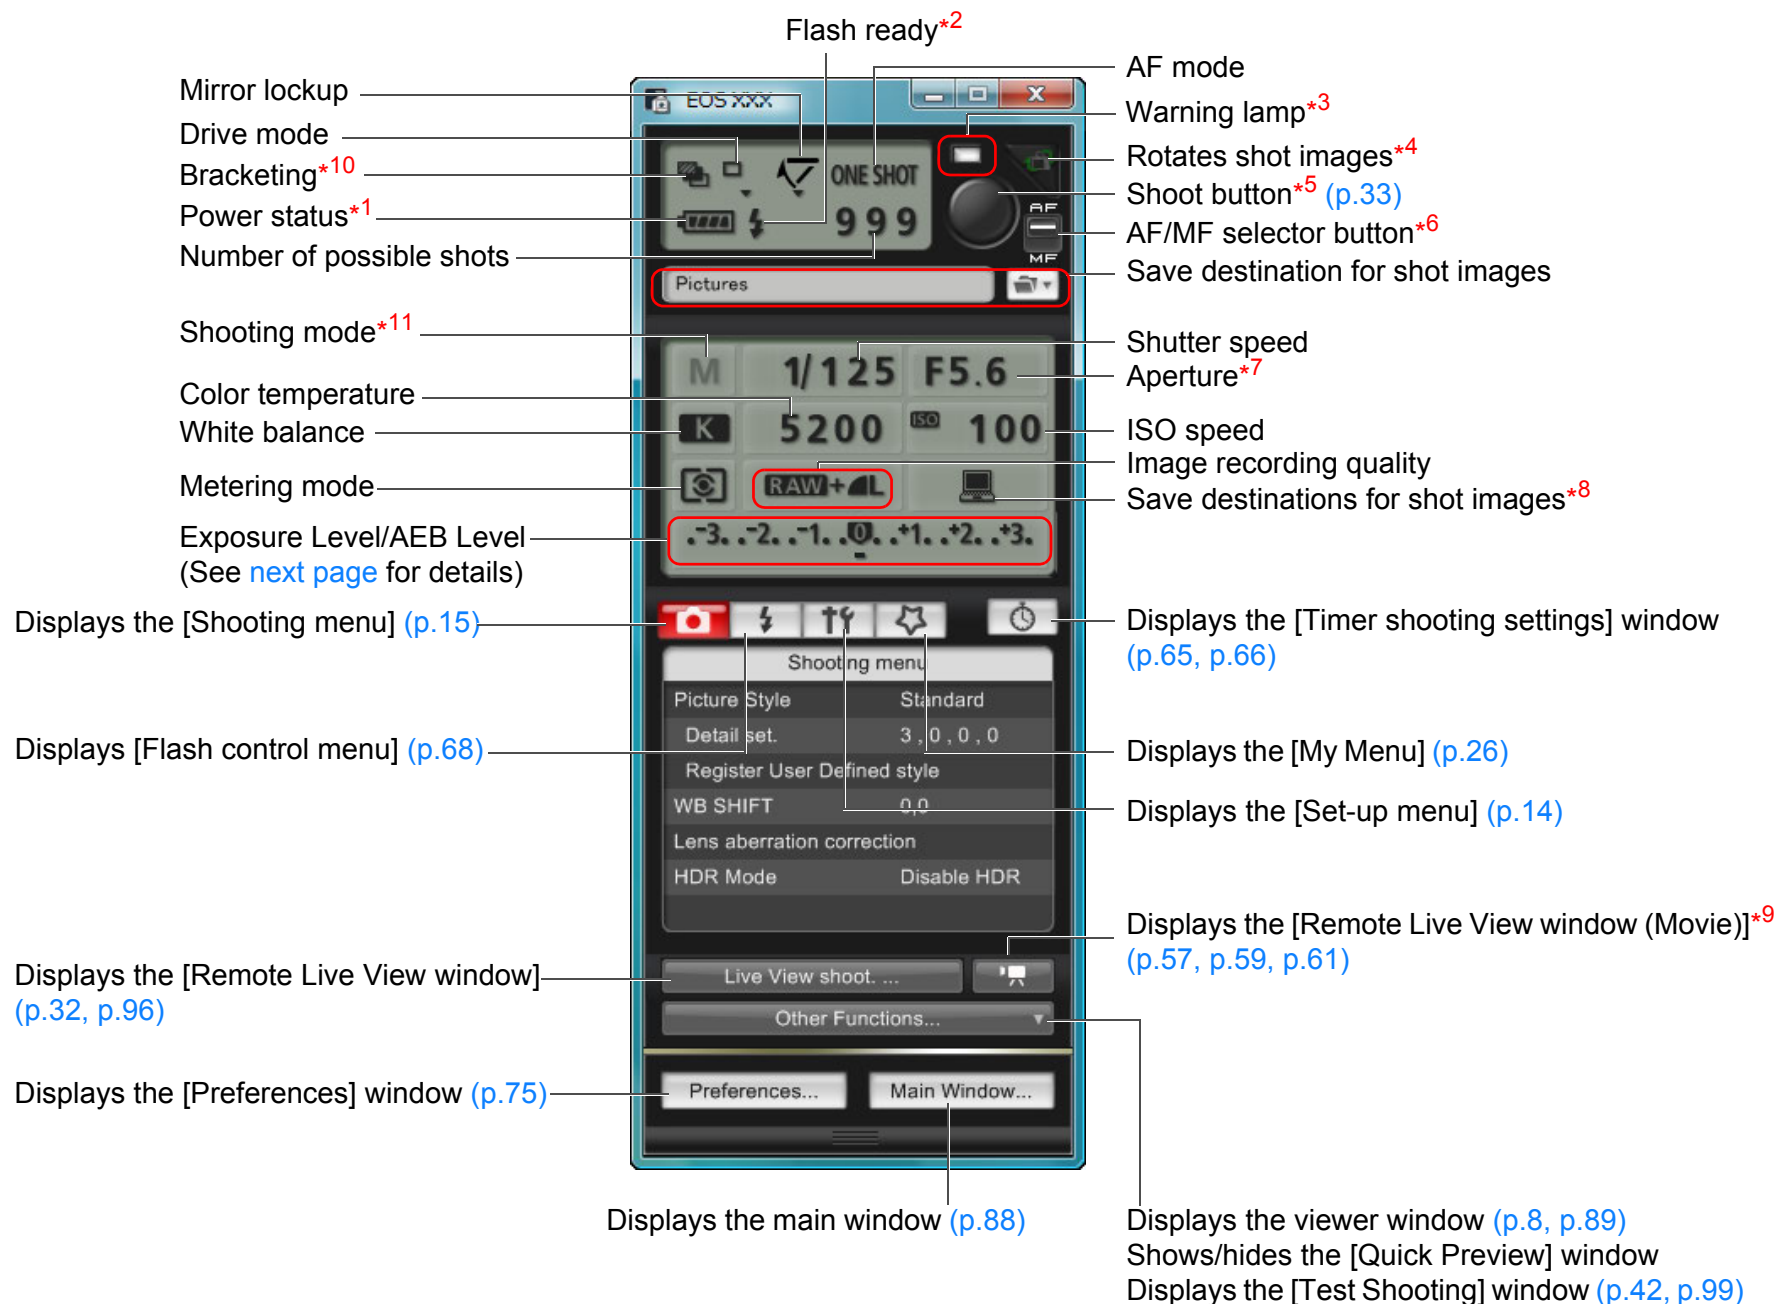 Flash ready*2
Mirror lockup
Drive mode
Bracketing*10
Power status*1
Number of possible shots
Shooting mode*11
Color temperature
White balance
Metering mode
Exposure Level/AEB Level
(See next page for details)
Displays the [Shooting menu] (p.15)
Displays [Flash control menu] (p.68)
Displays the [Remote Live View window]
(p.32, p.96)
Displays the [Preferences] window (p.75)
EOS XXX
ONE SHOT
999
AF
MF
Pictures
M 1/125 F5.6
K 5200 ISO 100
RAW+L
.-3. .-2. .-1. .0. .+1. .+2. .+3.
Shooting menu
Picture Style Standard
Detail set. 3,0,0,0
Register User Defined style
WB SHIFT 0,0
Lens aberration correction
HDR Mode Disable HDR
Live View shoot. ...
Other Functions...
Preferences... Main Window...
AF mode
Warning lamp*3
Rotates shot images*4
Shoot button*5 (p.33)
AF/MF selector button*6
Save destination for shot images
Shutter speed
Aperture*7
ISO speed
Image recording quality
Save destinations for shot images*8
Displays the [Timer shooting settings] window
(p.65, p.66)
Displays the [My Menu] (p.26)
Displays the [Set-up menu] (p.14)
Displays the [Remote Live View window (Movie)]*9
(p.57, p.59, p.61)
Displays the main window (p.88)
Displays the viewer window (p.8, p.89)
Shows/hides the [Quick Preview] window
Displays the [Test Shooting] window (p.42, p.99)